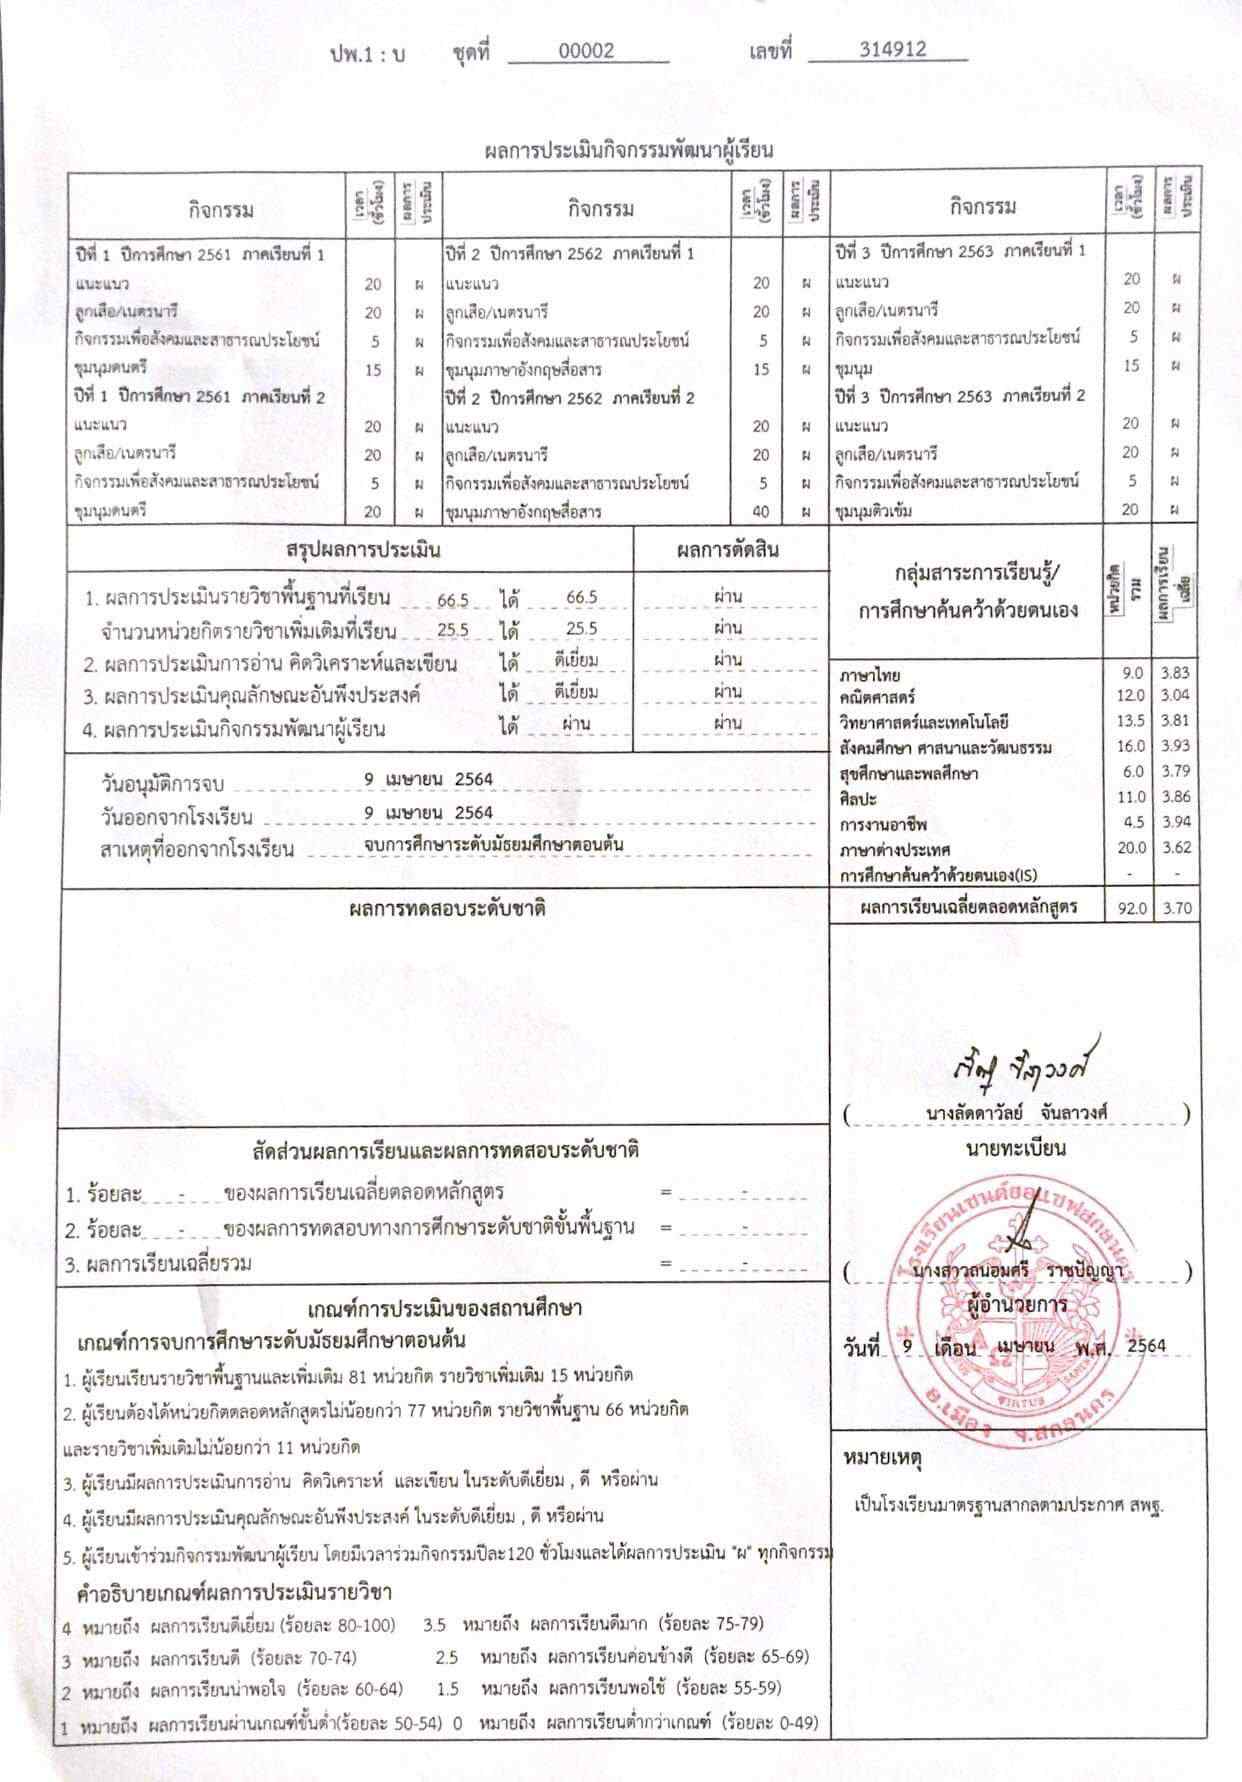 ปพ.1 : บ ชุดที่ 00002 เลขที่ 314912
ผลการประเมินกิจกรรมพัฒนาผู้เรียน
กิจกรรม เวลา (ชั่วโมง) ผลการประเมิน กิจกรรม เวลา (ชั่วโมง) ผลการประเมิน กิจกรรม เวลา (ชั่วโมง) ผลการประเมิน
ปีที่ 1 ปีการศึกษา 2561 ภาคเรียนที่ 1 ปีที่ 2 ปีการศึกษา 2562 ภาคเรียนที่ 1 ปีที่ 3 ปีการศึกษา 2563 ภาคเรียนที่ 1
แนะแนว 20 ผ แนะแนว 20 ผ แนะแนว 20 ผ
ลูกเสือ/เนตรนารี 20 ผ ลูกเสือ/เนตรนารี 20 ผ ลูกเสือ/เนตรนารี 20 ผ
กิจกรรมเพื่อสังคมและสาธารณประโยชน์ 5 ผ กิจกรรมเพื่อสังคมและสาธารณประโยชน์ 5 ผ กิจกรรมเพื่อสังคมและสาธารณประโยชน์ 5 ผ
ชุมนุมดนตรี 15 ผ ชุมนุมภาษาอังกฤษสื่อสาร 15 ผ ชุมนุม 15 ผ
ปีที่ 1 ปีการศึกษา 2561 ภาคเรียนที่ 2 ปีที่ 2 ปีการศึกษา 2562 ภาคเรียนที่ 2 ปีที่ 3 ปีการศึกษา 2563 ภาคเรียนที่ 2
แนะแนว 20 ผ แนะแนว 20 ผ แนะแนว 20 ผ
ลูกเสือ/เนตรนารี 20 ผ ลูกเสือ/เนตรนารี 20 ผ ลูกเสือ/เนตรนารี 20 ผ
กิจกรรมเพื่อสังคมและสาธารณประโยชน์ 5 ผ กิจกรรมเพื่อสังคมและสาธารณประโยชน์ 5 ผ กิจกรรมเพื่อสังคมและสาธารณประโยชน์ 5 ผ
ชุมนุมดนตรี 20 ผ ชุมนุมภาษาอังกฤษสื่อสาร 40 ผ ชุมนุมติวเข้ม 20 ผ
สรุปผลการประเมิน ผลการตัดสิน
1. ผลการประเมินรายวิชาพื้นฐานที่เรียน 66.5 ได้ 66.5 ผ่าน
จำนวนหน่วยกิตรายวิชาเพิ่มเติมที่เรียน 25.5 ได้ 25.5 ผ่าน
2. ผลการประเมินการอ่าน คิดวิเคราะห์และเขียน ได้ ดีเยี่ยม ผ่าน
3. ผลการประเมินคุณลักษณะอันพึงประสงค์ ได้ ดีเยี่ยม ผ่าน
4. ผลการประเมินกิจกรรมพัฒนาผู้เรียน ได้ ผ่าน ผ่าน
วันอนุมัติการจบ 9 เมษายน 2564
วันออกจากโรงเรียน 9 เมษายน 2564
สาเหตุที่ออกจากโรงเรียน จบการศึกษาระดับมัธยมศึกษาตอนต้น
กลุ่มสาระการเรียนรู้/ หน่วยกิตรวม ผลการเรียนเฉลี่ย
การศึกษาค้นคว้าด้วยตนเอง
ภาษาไทย 9.0 3.83
คณิตศาสตร์ 12.0 3.04
วิทยาศาสตร์และเทคโนโลยี 13.5 3.81
สังคมศึกษา ศาสนาและวัฒนธรรม 16.0 3.93
สุขศึกษาและพลศึกษา 6.0 3.79
ศิลปะ 11.0 3.86
การงานอาชีพ 4.5 3.94
ภาษาต่างประเทศ 20.0 3.62
การศึกษาค้นคว้าด้วยตนเอง(IS) - -
ผลการเรียนเฉลี่ยตลอดหลักสูตร 92.0 3.70
ผลการทดสอบระดับชาติ
สัดส่วนผลการเรียนและผลการทดสอบระดับชาติ
1. ร้อยละ - ของผลการเรียนเฉลี่ยตลอดหลักสูตร = -
2. ร้อยละ - ของผลการทดสอบทางการศึกษาระดับชาติขั้นพื้นฐาน = -
3. ผลการเรียนเฉลี่ยรวม = -
( นางลัดดาวัลย์ จันลาวงศ์ )
นายทะเบียน
โรงเรียนเซนต์ยอแซฟสกลนคร
( นางสาวถนอมศรี ราชปัญญา )
ผู้อำนวยการ
วันที่ 9 เดือน เมษายน พ.ศ. 2564
VIRTUS
อ.เมือง จ.สกลนคร
เกณฑ์การประเมินของสถานศึกษา
เกณฑ์การจบการศึกษาระดับมัธยมศึกษาตอนต้น
1. ผู้เรียนเรียนรายวิชาพื้นฐานและเพิ่มเติม 81 หน่วยกิต รายวิชาเพิ่มเติม 15 หน่วยกิต
2. ผู้เรียนต้องได้หน่วยกิตตลอดหลักสูตรไม่น้อยกว่า 77 หน่วยกิต รายวิชาพื้นฐาน 66 หน่วยกิต
และรายวิชาเพิ่มเติมไม่น้อยกว่า 11 หน่วยกิต
3. ผู้เรียนมีผลการประเมินการอ่าน คิดวิเคราะห์ และเขียน ในระดับดีเยี่ยม , ดี หรือผ่าน
4. ผู้เรียนมีผลการประเมินคุณลักษณะอันพึงประสงค์ ในระดับดีเยี่ยม , ดี หรือผ่าน
5. ผู้เรียนเข้าร่วมกิจกรรมพัฒนาผู้เรียน โดยมีเวลาร่วมกิจกรรมปีละ120 ชั่วโมงและได้ผลการประเมิน "ผ" ทุกกิจกรรม
คำอธิบายเกณฑ์ผลการประเมินรายวิชา
4 หมายถึง ผลการเรียนดีเยี่ยม (ร้อยละ 80-100) 3.5 หมายถึง ผลการเรียนดีมาก (ร้อยละ 75-79)
3 หมายถึง ผลการเรียนดี (ร้อยละ 70-74) 2.5 หมายถึง ผลการเรียนค่อนข้างดี (ร้อยละ 65-69)
2 หมายถึง ผลการเรียนน่าพอใจ (ร้อยละ 60-64) 1.5 หมายถึง ผลการเรียนพอใช้ (ร้อยละ 55-59)
1 หมายถึง ผลการเรียนผ่านเกณฑ์ขั้นต่ำ(ร้อยละ 50-54) 0 หมายถึง ผลการเรียนต่ำกว่าเกณฑ์ (ร้อยละ 0-49)
หมายเหตุ
เป็นโรงเรียนมาตรฐานสากลตามประกาศ สพฐ.